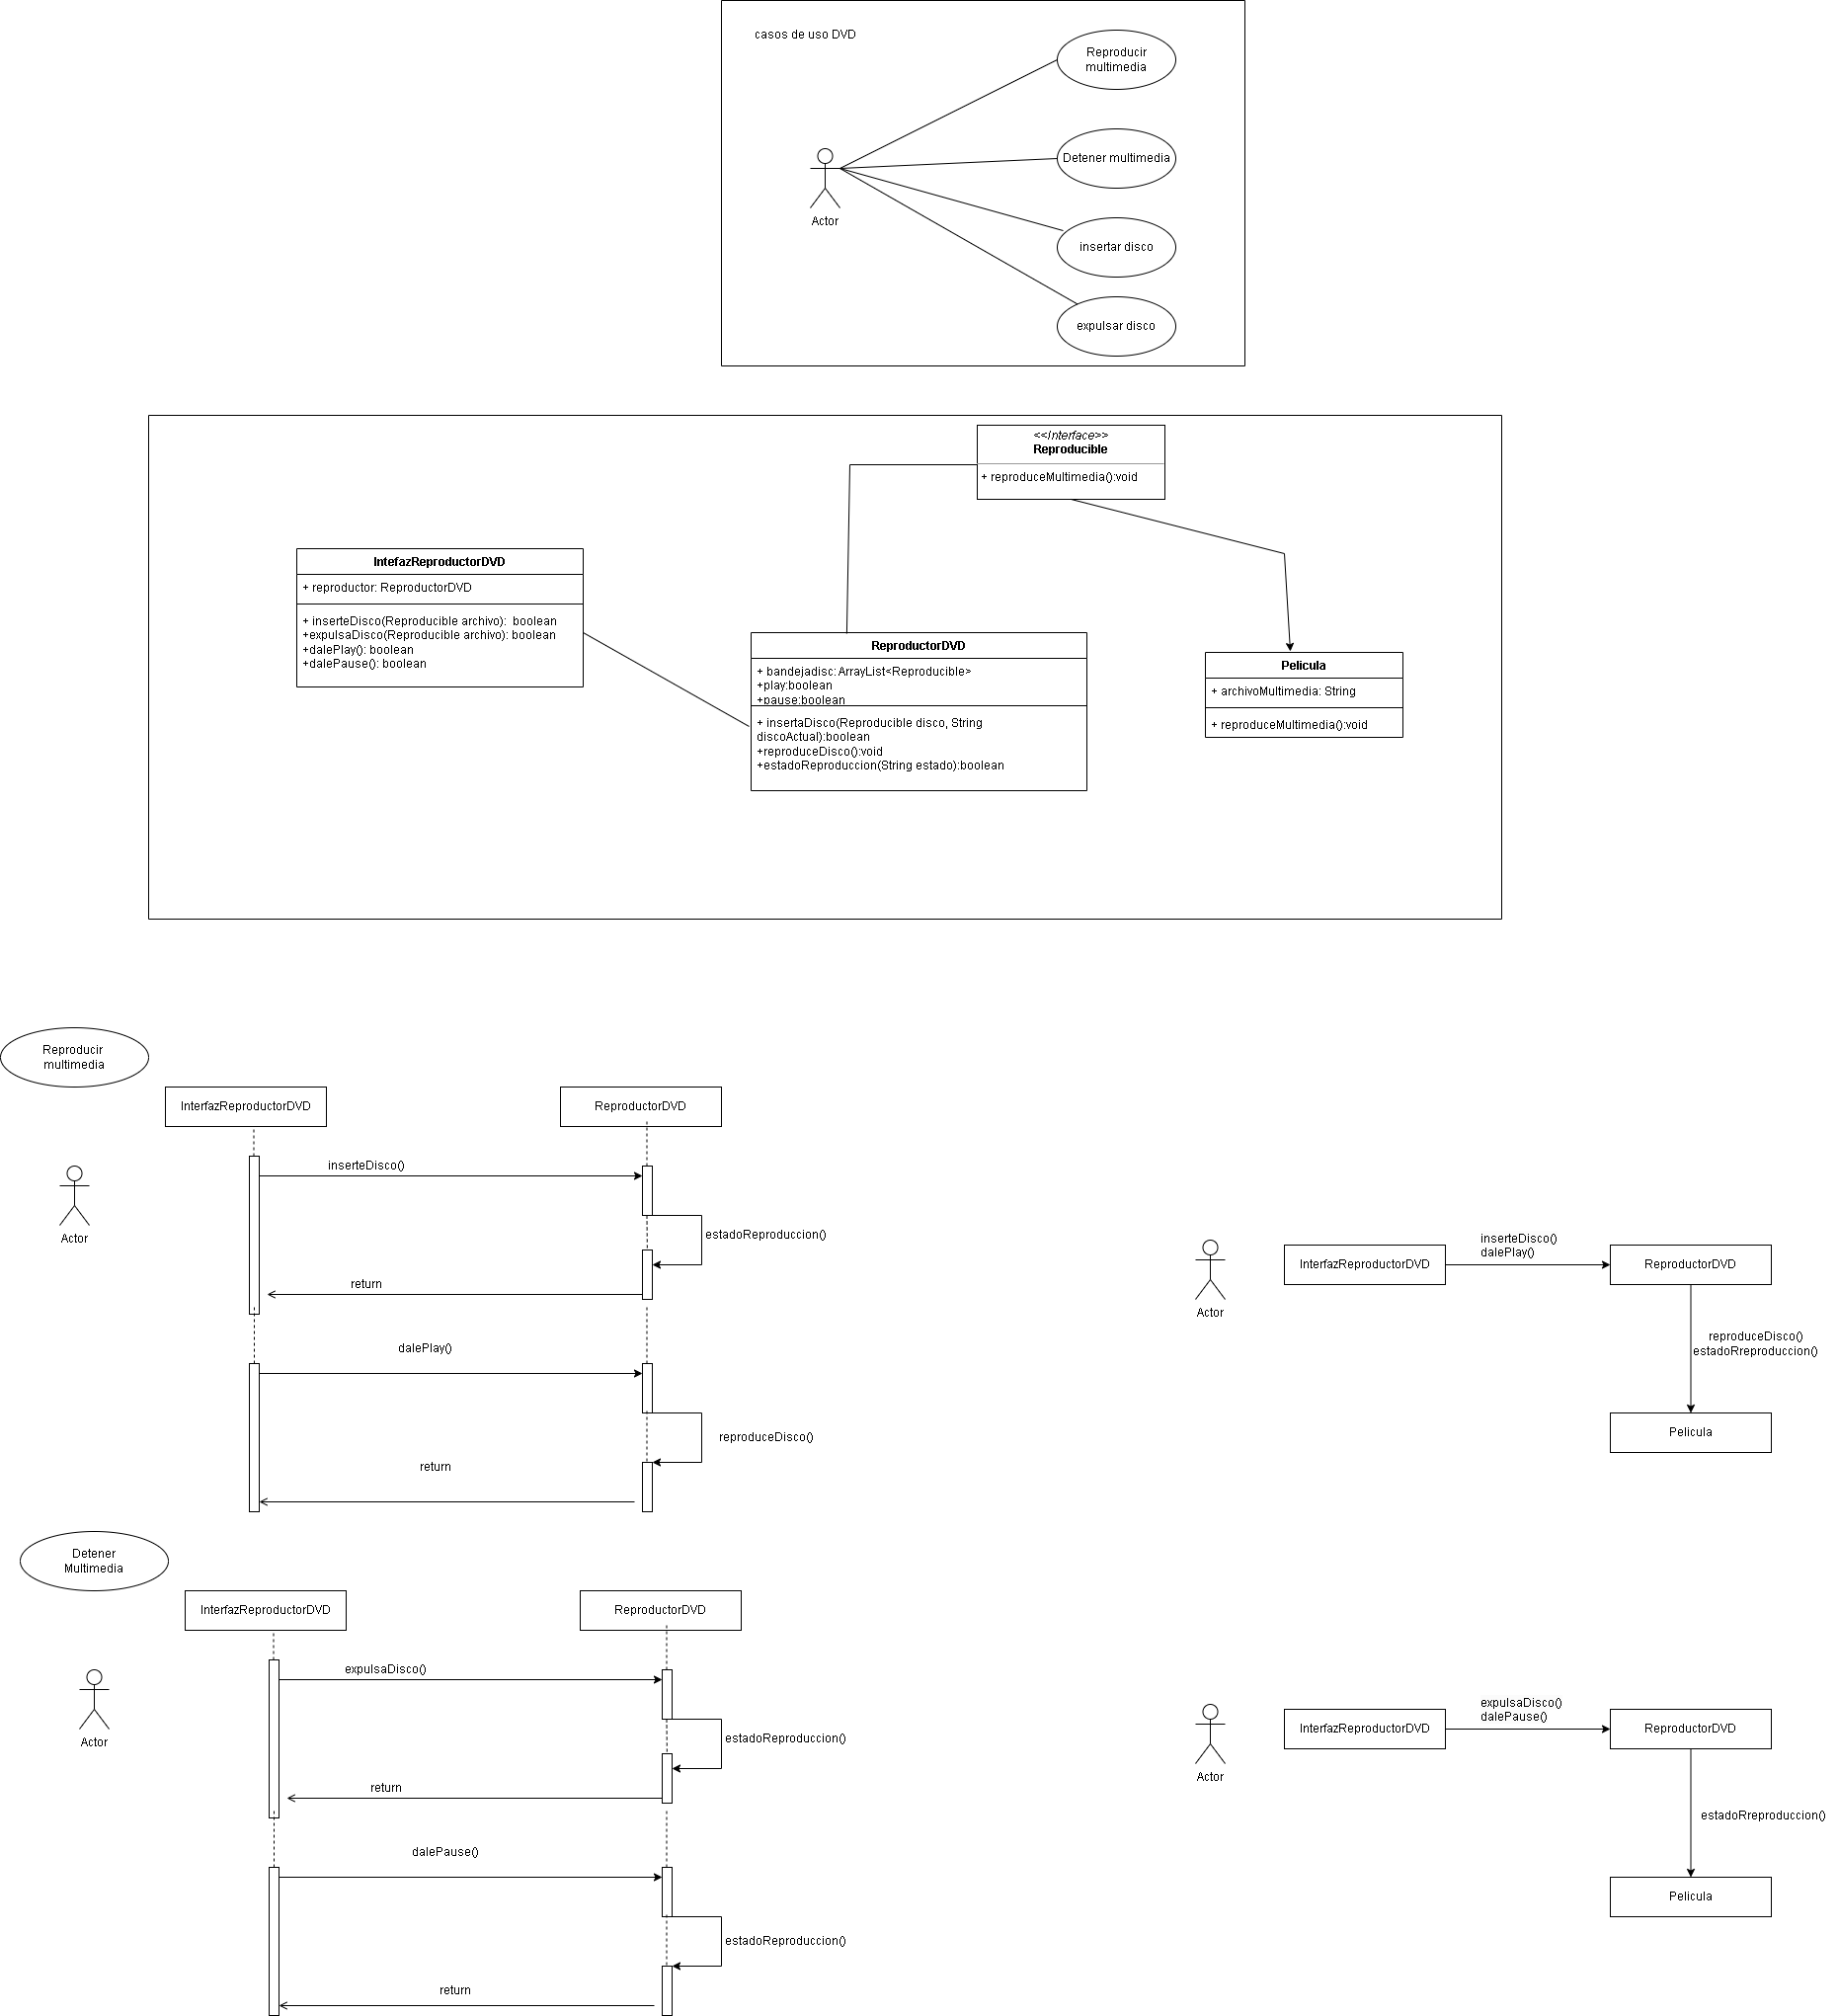 casos de uso DVD
Reproducir
multimedia
Detener multimedia
Actor
insertar disco
expulsar disco
<<Interface>>
Reproducible
+ reproduceMultimedia():void
IntefazReproductorDVD
+ reproductor: ReproductorDVD
+ inserteDisco(Reproducible archivo):  boolean
+expulsaDisco(Reproducible archivo): boolean
+dalePlay(): boolean
+dalePause(): boolean
ReproductorDVD
+ bandejadisc: ArrayList<Reproducible>
+play:boolean
+pause:boolean
+ insertaDisco(Reproducible disco, String
discoActual):boolean
+reproduceDisco():void
+estadoReproduccion(String estado):boolean
Pelicula
+ archivoMultimedia: String
+ reproduceMultimedia():void
Reproducir
multimedia
InterfazReproductorDVD
ReproductorDVD
inserteDisco()
Actor
estadoReproduccion()
return
dalePlay()
reproduceDisco()
return
inserteDisco()
dalePlay()
InterfazReproductorDVD
ReproductorDVD
Actor
reproduceDisco()
estadoRreproduccion()
Pelicula
Detener
Multimedia
InterfazReproductorDVD
ReproductorDVD
expulsaDisco()
Actor
estadoReproduccion()
return
dalePause()
estadoReproduccion()
return
expulsaDisco()
dalePause()
InterfazReproductorDVD
ReproductorDVD
Actor
estadoRreproduccion()
Pelicula